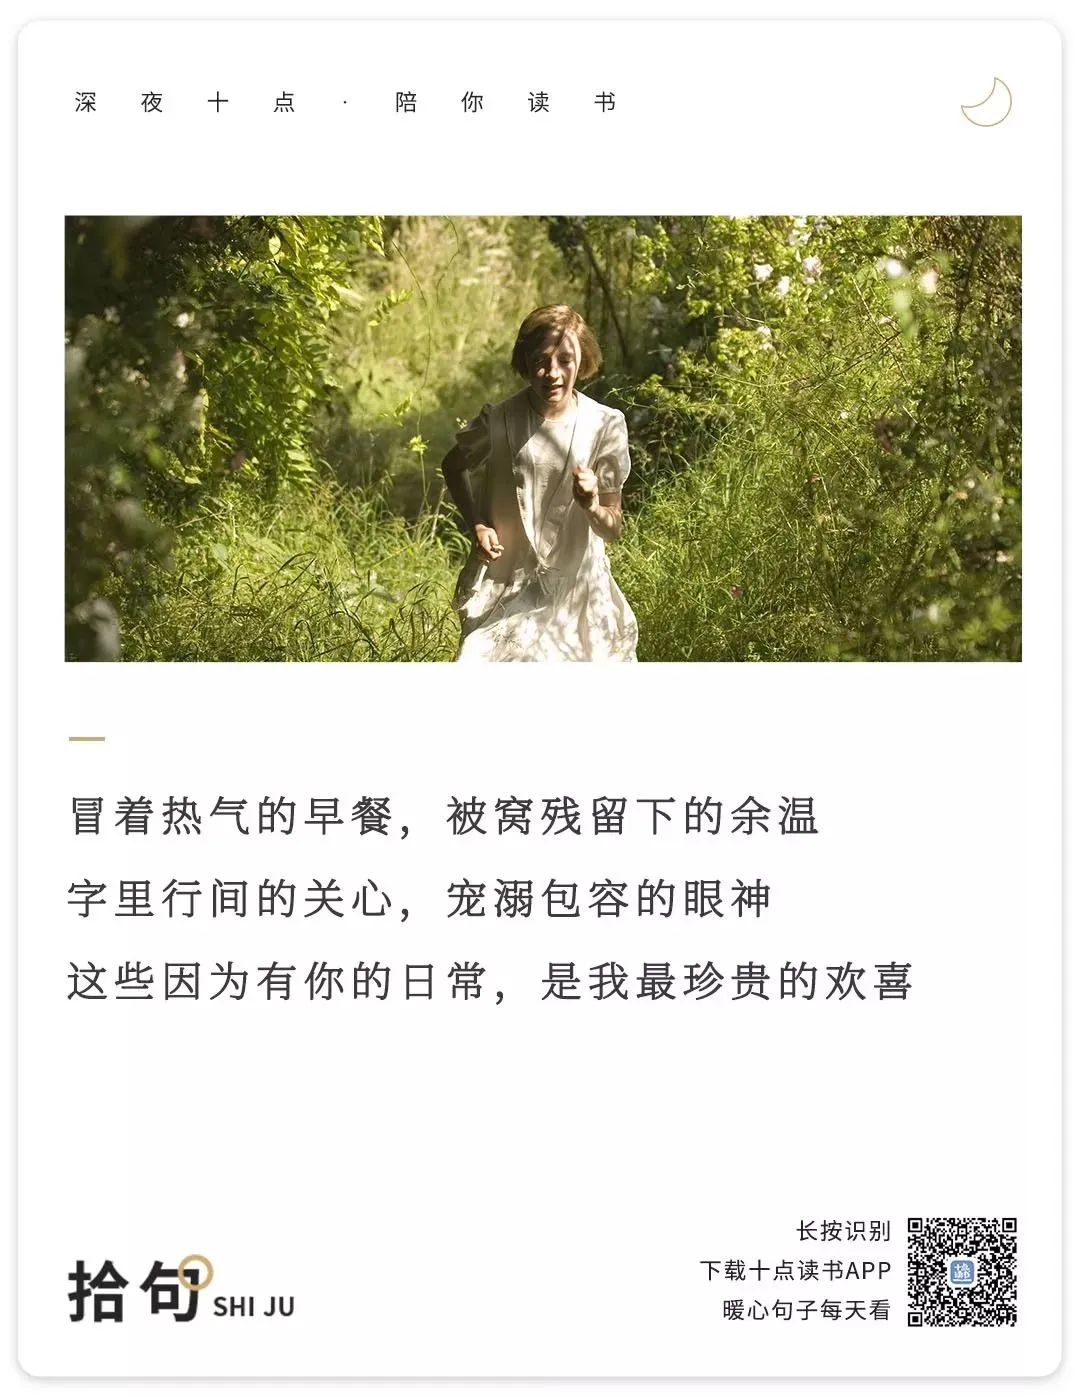 深夜十点·陪你读书
冒着热气的早餐，被窝残留下的余温
字里行间的关心，宠溺包容的眼神
这些因为有你的日常，是我最珍贵的欢喜
拾句 SHI JU
长按识别
下载十点读书APP
暖心句子每天看
十点读书